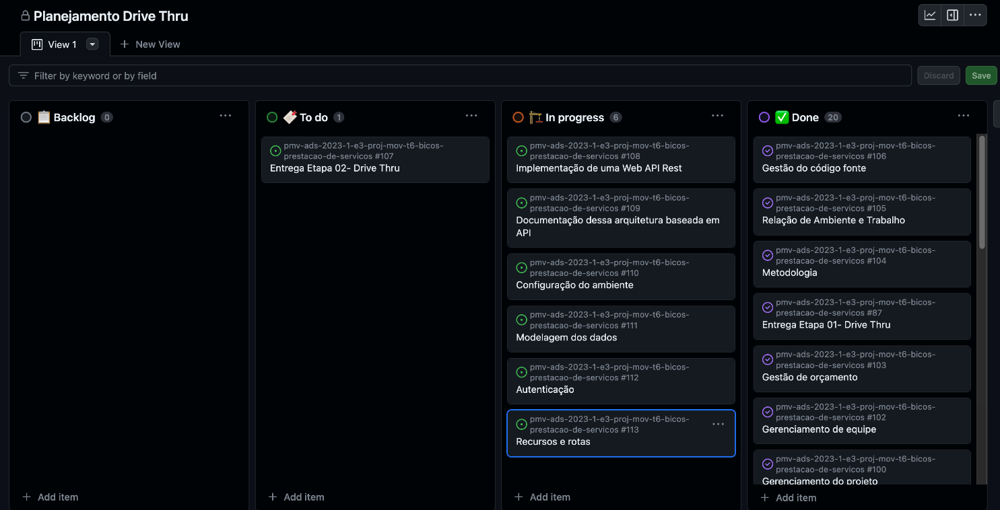 Planejamento Drive Thru
View 1
New View
Filter by keyword or by field
Discard
Save
Backlog 0
Add item
To do 1
pmv-ads-2023-1-e3-proj-mov-t6-bicos-
prestacao-de-servicos #107
Entrega Etapa 02- Drive Thru
Add item
In progress 6
pmv-ads-2023-1-e3-proj-mov-t6-bicos-
prestacao-de-servicos #108
Implementação de uma Web API Rest
pmv-ads-2023-1-e3-proj-mov-t6-bicos-
prestacao-de-servicos #109
Documentação dessa arquitetura baseada em
API
pmv-ads-2023-1-e3-proj-mov-t6-bicos-
prestacao-de-servicos #110
Configuração do ambiente
pmv-ads-2023-1-e3-proj-mov-t6-bicos-
prestacao-de-servicos #111
Modelagem dos dados
pmv-ads-2023-1-e3-proj-mov-t6-bicos-
prestacao-de-servicos #112
Autenticação
pmv-ads-2023-1-e3-proj-mov-t6-bicos-
prestacao-de-servicos #113
Recursos e rotas
Add item
Done 20
pmv-ads-2023-1-e3-proj-mov-t6-bicos-
prestacao-de-servicos #106
Gestão do código fonte
pmv-ads-2023-1-e3-proj-mov-t6-bicos-
prestacao-de-servicos #105
Relação de Ambiente e Trabalho
pmv-ads-2023-1-e3-proj-mov-t6-bicos-
prestacao-de-servicos #104
Metodologia
pmv-ads-2023-1-e3-proj-mov-t6-bicos-
prestacao-de-servicos #87
Entrega Etapa 01- Drive Thru
pmv-ads-2023-1-e3-proj-mov-t6-bicos-
prestacao-de-servicos #103
Gestão de orçamento
pmv-ads-2023-1-e3-proj-mov-t6-bicos-
prestacao-de-servicos #102
Gerenciamento de equipe
pmv-ads-2023-1-e3-proj-mov-t6-bicos-
prestacao-de-servicos #100
Gerenciamento do projeto
Add item